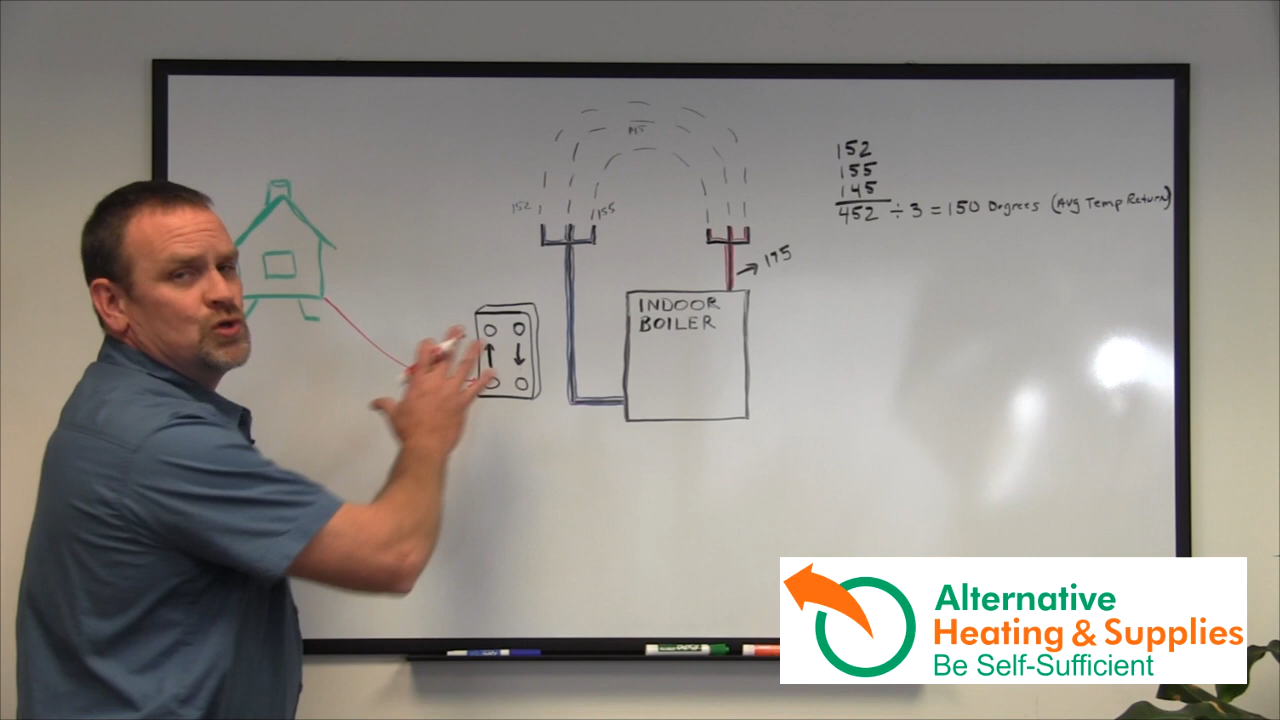 145
152
155
175
INDOOR
BOILER
152
155
145
452 ÷ 3 = 150 Degrees (Avg Temp Return)
Alternative
Heating & Supplies
Be Self-Sufficient